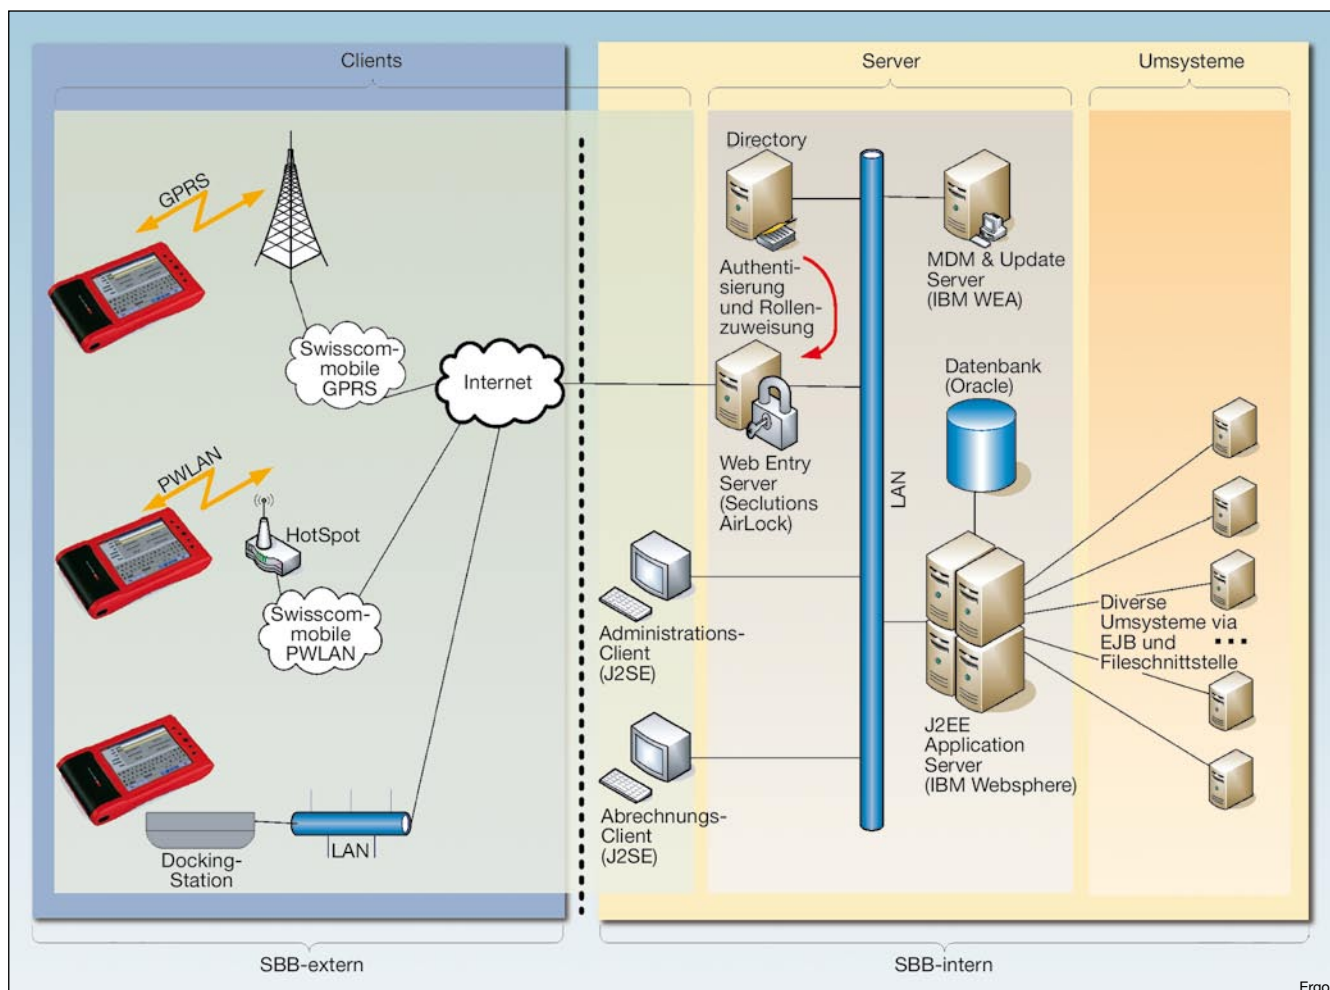 Clients
Server
Umsysteme
GPRS
Swisscom-
mobile
GPRS
Internet
PWLAN
HotSpot
Swisscom-
mobile
PWLAN
Docking-
Station
LAN
Directory
Authenti-
sierung
und Rollen-
zuweisung
Web Entry
Server
(Seclutions
AirLock)
Administrations-
Client
(J2SE)
Abrechnungs-
Client
(J2SE)
LAN
MDM & Update
Server
(IBM WEA)
Datenbank
(Oracle)
J2EE
Application
Server
(IBM Websphere)
Diverse
Umsysteme via
EJB und
Fileschnittstelle
SBB-extern
SBB-intern
Ergo